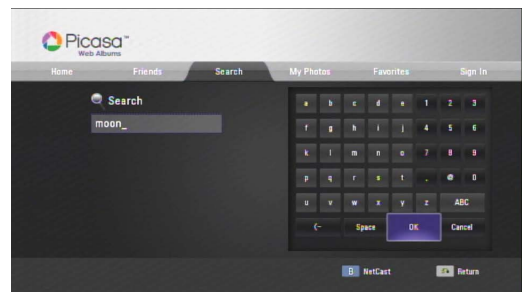 Picasa™
Web Albums
Home Friends Search My Photos Favorites Sign In
Search
moon_
a b c d e 1 2 3
f g h i j 4 5 6
k l m n o 7 8 9
p q r s t . @ 0
u v w x y z ABC
Space OK Cancel
B NetCast Return